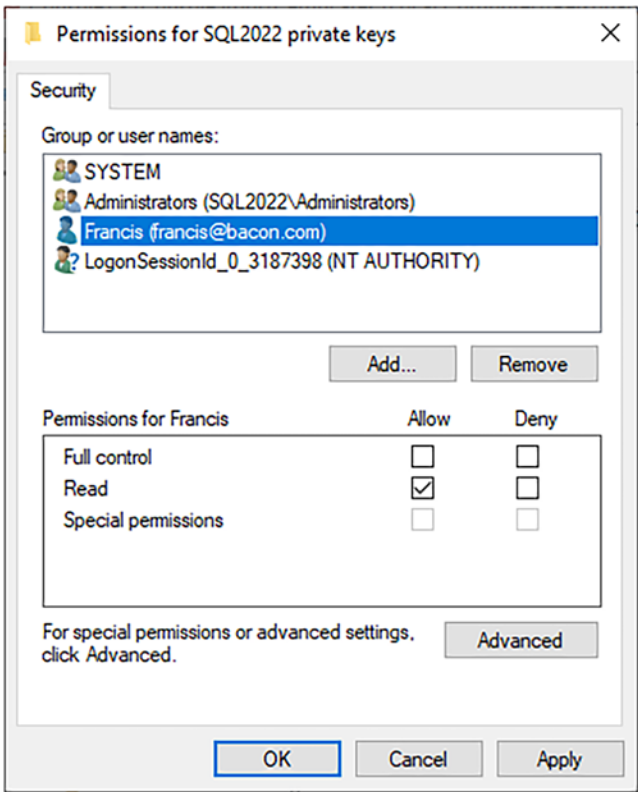 Permissions for SQL2022 private keys
Security
Group or user names:
SYSTEM
Administrators (SQL2022\Administrators)
Francis (francis@bacon.com)
LogonSessionId_0_3187398 (NT AUTHORITY)
Add... Remove
Permissions for Francis Allow Deny
Full control
Read
Special permissions
For special permissions or advanced settings,
click Advanced.
Advanced
OK Cancel Apply